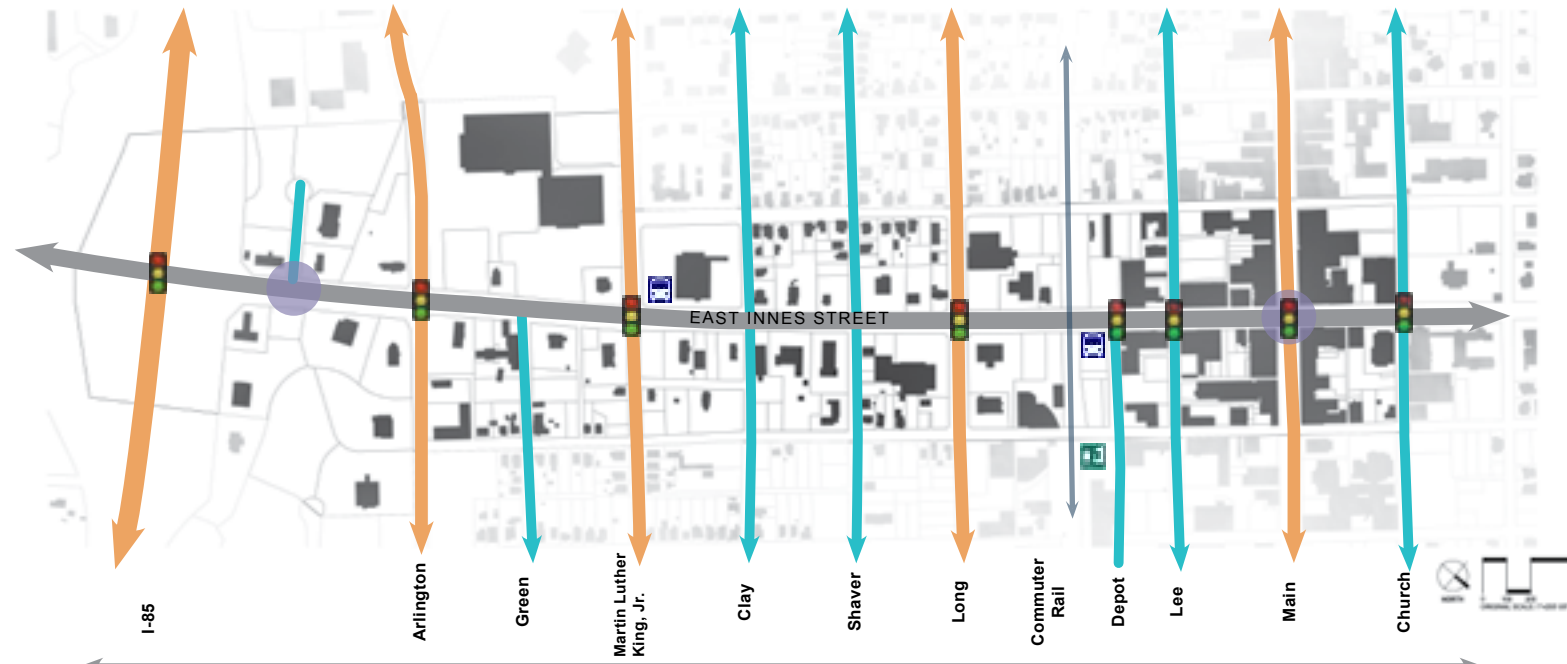 EAST INNES STREET
I-85
Arlington
Green
Martin Luther
King, Jr.
Clay
Shaver
Long
Commuter
Rail
Depot
Lee
Main
Church
NORTH